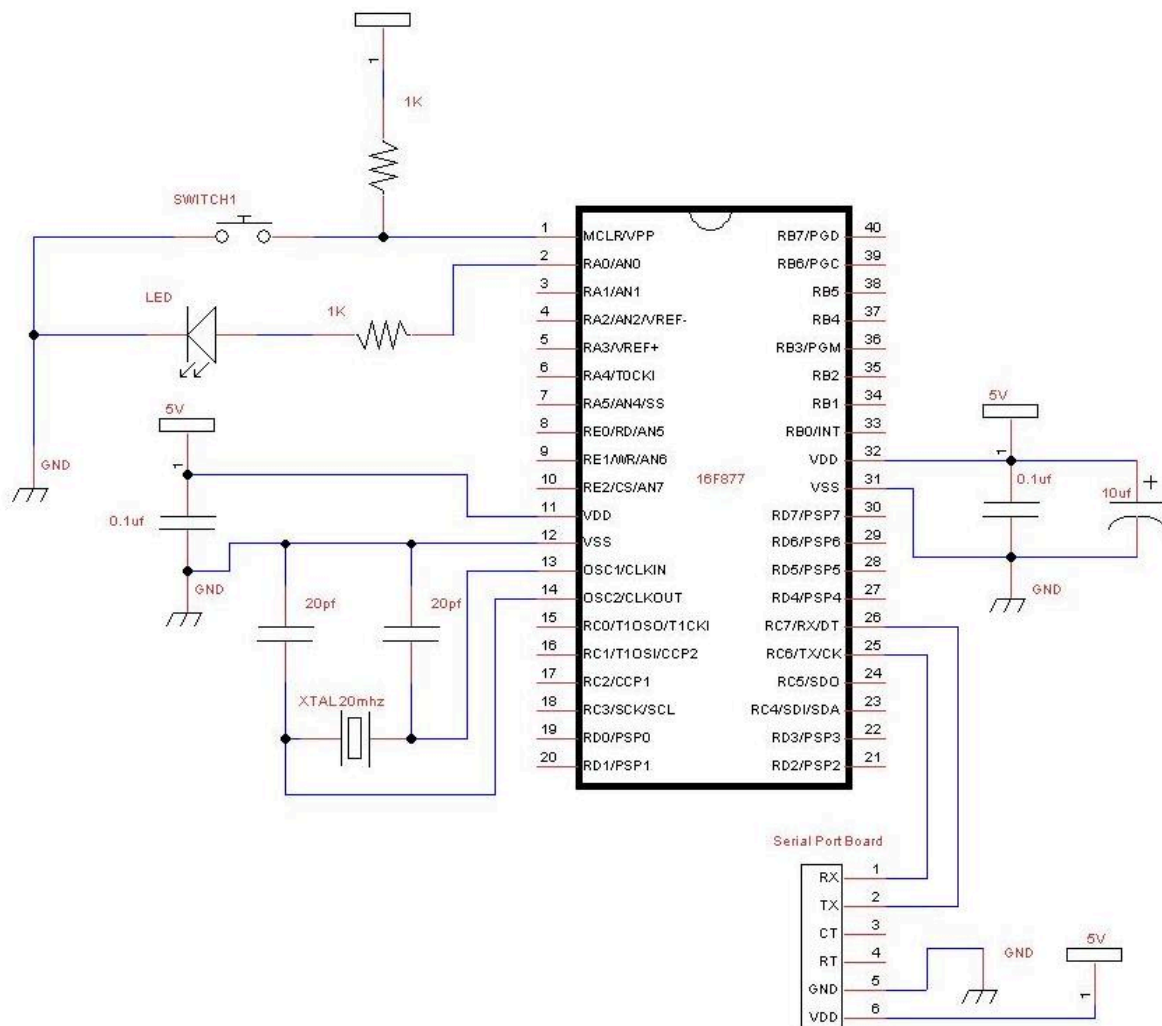 1
1K
SWITCH1
LED
1K
5V
1
GND
0.1uf
GND
20pf
20pf
XTAL20mhz
16F877
1 MCLR/VPP
2 RA0/AN0
3 RA1/AN1
4 RA2/AN2/VREF-
5 RA3/VREF+
6 RA4/T0CKI
7 RA5/AN4/SS
8 RE0/RD/AN5
9 RE1/WR/AN6
10 RE2/CS/AN7
11 VDD
12 VSS
13 OSC1/CLKIN
14 OSC2/CLKOUT
15 RC0/T1OSO/T1CKI
16 RC1/T1OSI/CCP2
17 RC2/CCP1
18 RC3/SCK/SCL
19 RD0/PSP0
20 RD1/PSP1
RB7/PGD 40
RB6/PGC 39
RB5 38
RB4 37
RB3/PGM 36
RB2 35
RB1 34
RB0/INT 33
VDD 32
VSS 31
RD7/PSP7 30
RD6/PSP6 29
RD5/PSP5 28
RD4/PSP4 27
RC7/RX/DT 26
RC6/TX/CK 25
RC5/SDO 24
RC4/SDI/SDA 23
RD3/PSP3 22
RD2/PSP2 21
5V
1
0.1uf
10uf
+
GND
Serial Port Board
RX 1
TX 2
CT 3
RT 4
GND 5
VDD 6
GND
5V
1